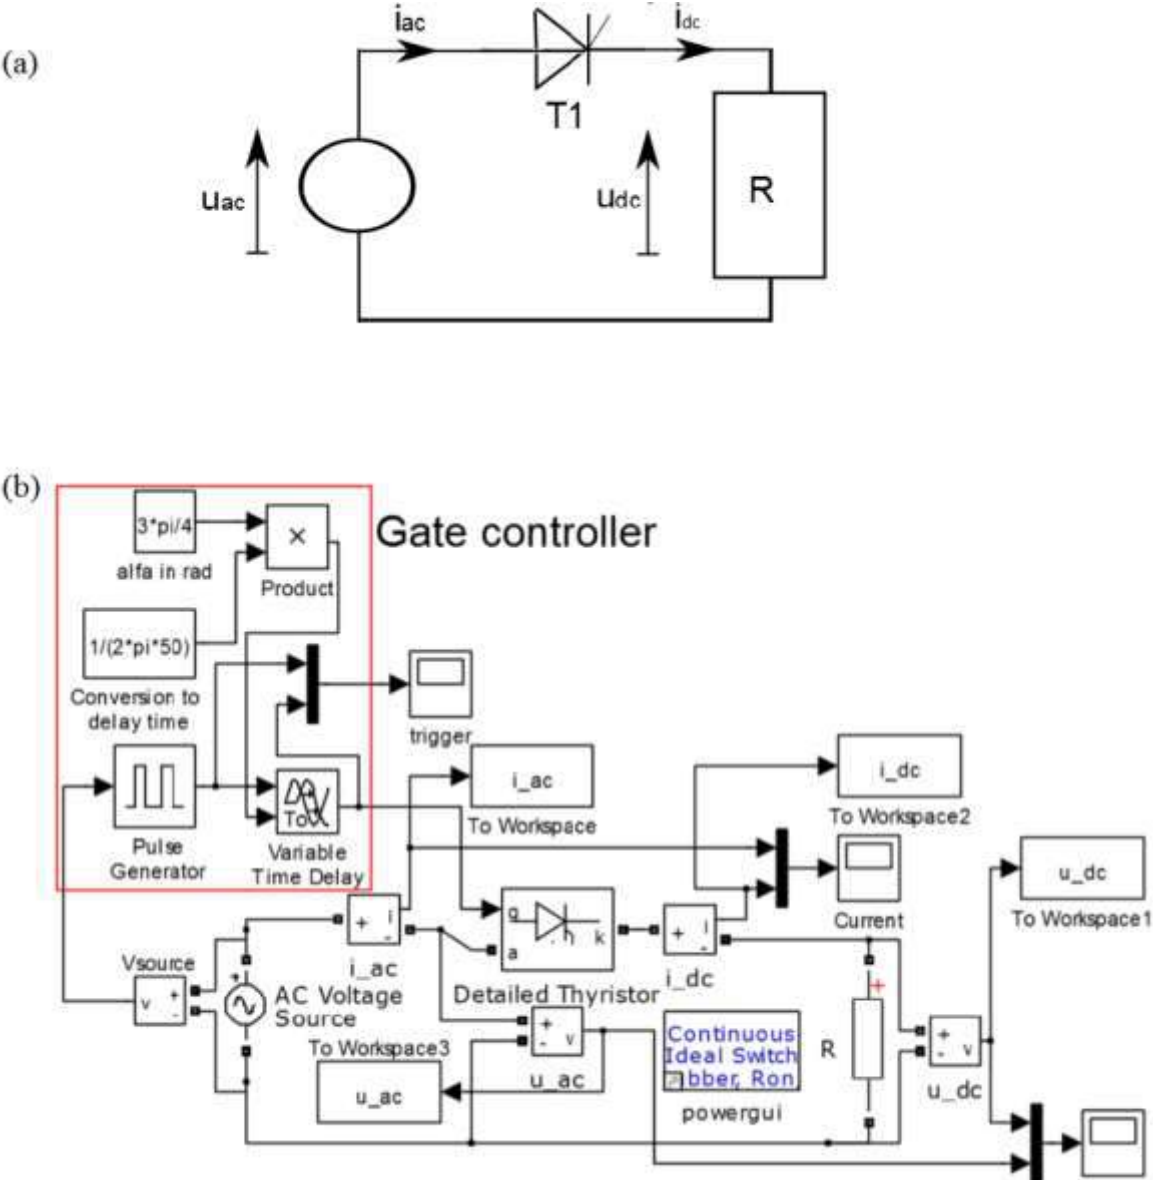 (a)
iac
idc
T1
uac
udc
R
(b)
Gate controller
3*pi/4
alfa in rad
×
Product
1/(2*pi*50)
Conversion to
delay time
trigger
Pulse
Generator
To
Variable
Time Delay
i_ac
To Workspace
i_dc
To Workspace2
Current
u_dc
To Workspace1
Vsource
v
+
-
AC Voltage
Source
+
i
-
i_ac
g
a
k
Detailed Thyristor
+
i
-
i_dc
To Workspace3
u_ac
+
-
v
u_ac
Continuous
Ideal Switch
bber, Ron
powergui
R
+
+
-
v
u_dc